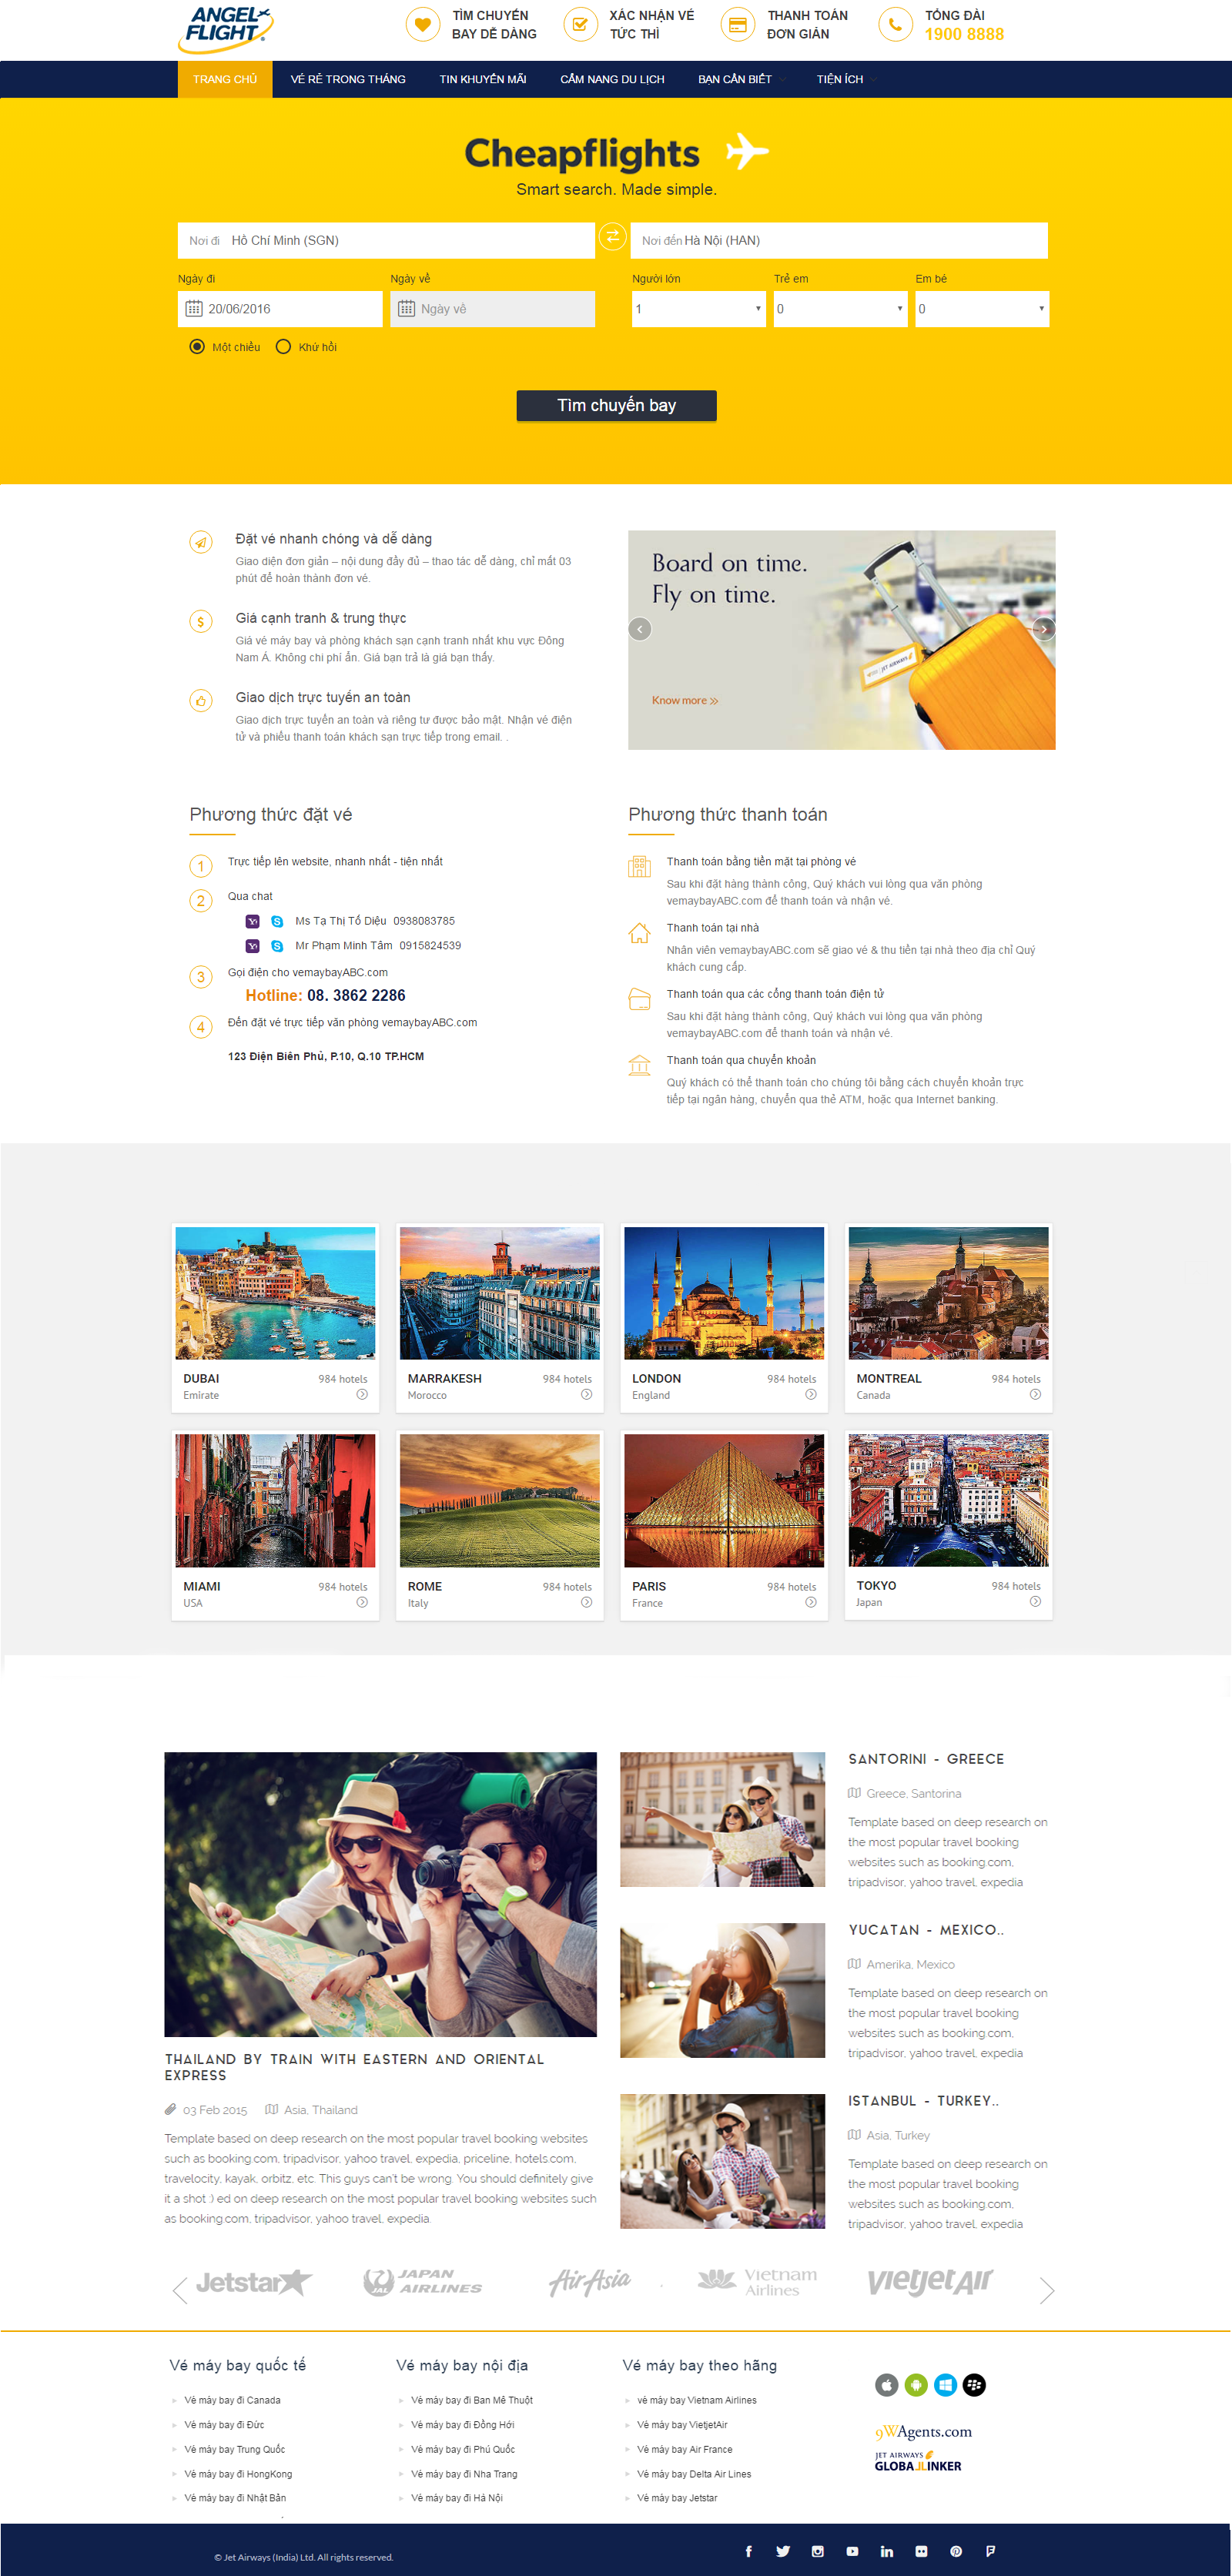 ANGEL
FLIGHT
TÌM CHUYẾN
BAY DỄ DÀNG
XÁC NHẬN VÉ
TỨC THÌ
THANH TOÁN
ĐƠN GIẢN
TỔNG ĐÀI
1900 8888
TRANG CHỦ
VÉ RẺ TRONG THÁNG
TIN KHUYẾN MÃI
CẨM NANG DU LỊCH
BẠN CẦN BIẾT
TIỆN ÍCH
Cheapflights
Smart search. Made simple.
Nơi đi Hồ Chí Minh (SGN)
Nơi đến Hà Nội (HAN)
Ngày đi
Ngày về
Người lớn
Trẻ em
Em bé
20/06/2016
Ngày về
1
0
0
Một chiều
Khứ hồi
Tìm chuyến bay
Đặt vé nhanh chóng và dễ dàng
Giao diện đơn giản – nội dung đầy đủ – thao tác dễ dàng, chỉ mất 03
phút để hoàn thành đơn vé.
Giá cạnh tranh & trung thực
Giá vé máy bay và phòng khách sạn cạnh tranh nhất khu vực Đông
Nam Á. Không chi phí ẩn. Giá bạn trả là giá bạn thấy.
Giao dịch trực tuyến an toàn
Giao dịch trực tuyến an toàn và riêng tư được bảo mật. Nhận vé điện
tử và phiếu thanh toán khách sạn trực tiếp trong email. .
Board on time.
Fly on time.
JET AIRWAYS
Know more
Phương thức đặt vé
1 Trực tiếp lên website, nhanh nhất - tiện nhất
2 Qua chat
Ms Tạ Thị Tố Diệu 0938083785
Mr Phạm Minh Tâm 0915824539
3 Gọi điện cho vemaybayABC.com
Hotline: 08. 3862 2286
4 Đến đặt vé trực tiếp văn phòng vemaybayABC.com
123 Điện Biên Phủ, P.10, Q.10 TP.HCM
Phương thức thanh toán
Thanh toán bằng tiền mặt tại phòng vé
Sau khi đặt hàng thành công, Quý khách vui lòng qua văn phòng
vemaybayABC.com để thanh toán và nhận vé.
Thanh toán tại nhà
Nhân viên vemaybayABC.com sẽ giao vé & thu tiền tại nhà theo địa chỉ Quý
khách cung cấp.
Thanh toán qua các cổng thanh toán điện tử
Sau khi đặt hàng thành công, Quý khách vui lòng qua văn phòng
vemaybayABC.com để thanh toán và nhận vé.
Thanh toán qua chuyển khoản
Quý khách có thể thanh toán cho chúng tôi bằng cách chuyển khoản trực
tiếp tại ngân hàng, chuyển qua thẻ ATM, hoặc qua Internet banking.
DUBAI 984 hotels
Emirate
MARRAKESH 984 hotels
Morocco
LONDON 984 hotels
England
MONTREAL 984 hotels
Canada
MIAMI 984 hotels
USA
ROME 984 hotels
Italy
PARIS 984 hotels
France
TOKYO 984 hotels
Japan
THAILAND BY TRAIN WITH EASTERN AND ORIENTAL
EXPRESS
03 Feb 2015 Asia, Thailand
Template based on deep research on the most popular travel booking websites
such as booking.com, tripadvisor, yahoo travel, expedia, priceline, hotels.com,
travelocity, kayak, orbitz, etc. This guys can't be wrong. You should definitely give
it a shot :) ed on deep research on the most popular travel booking websites such
as booking.com, tripadvisor, yahoo travel, expedia.
SANTORINI - GREECE
Greece, Santorina
Template based on deep research on
the most popular travel booking
websites such as booking.com,
tripadvisor, yahoo travel, expedia
YUCATAN - MEXICO..
Amerika, Mexico
Template based on deep research on
the most popular travel booking
websites such as booking.com,
tripadvisor, yahoo travel, expedia
ISTANBUL - TURKEY..
Asia, Turkey
Template based on deep research on
the most popular travel booking
websites such as booking.com,
tripadvisor, yahoo travel, expedia
Jetstar
JAL JAPAN
AIRLINES
AirAsia
Vietnam
Airlines
vietjetAir
Vé máy bay quốc tế
Vé máy bay đi Canada
Vé máy bay đi Đức
Vé máy bay Trung Quốc
Vé máy bay đi HongKong
Vé máy bay đi Nhật Bản
Vé máy bay nội địa
Vé máy bay đi Ban Mê Thuột
Vé máy bay đi Đồng Hới
Vé máy bay đi Phú Quốc
Vé máy bay đi Nha Trang
Vé máy bay đi Hà Nội
Vé máy bay theo hãng
vé máy bay Vietnam Airlines
Vé máy bay VietjetAir
Vé máy bay Air France
Vé máy bay Delta Air Lines
Vé máy bay Jetstar
9WAgents.com
JET AIRWAYS
GLOBAL LINKER
© Jet Airways (India) Ltd. All rights reserved.